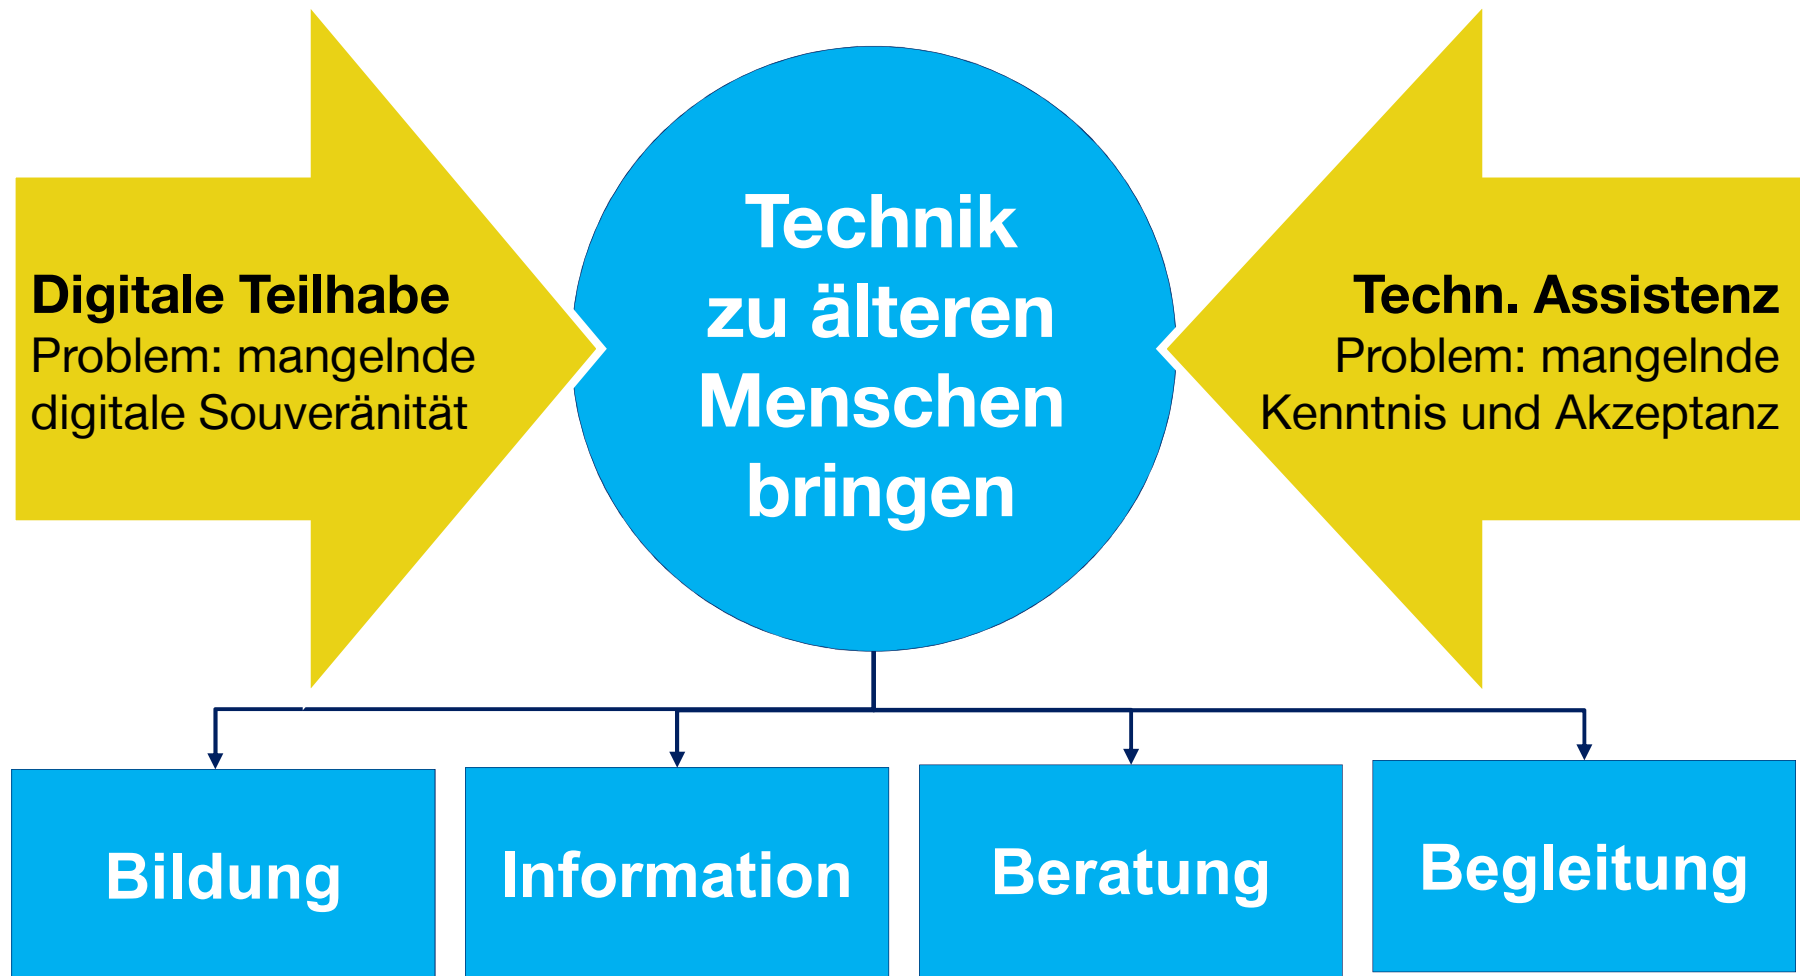 Digitale Teilhabe
Problem: mangelnde
digitale Souveränität
Technik
zu älteren
Menschen
bringen
Techn. Assistenz
Problem: mangelnde
Kenntnis und Akzeptanz
Bildung
Information
Beratung
Begleitung